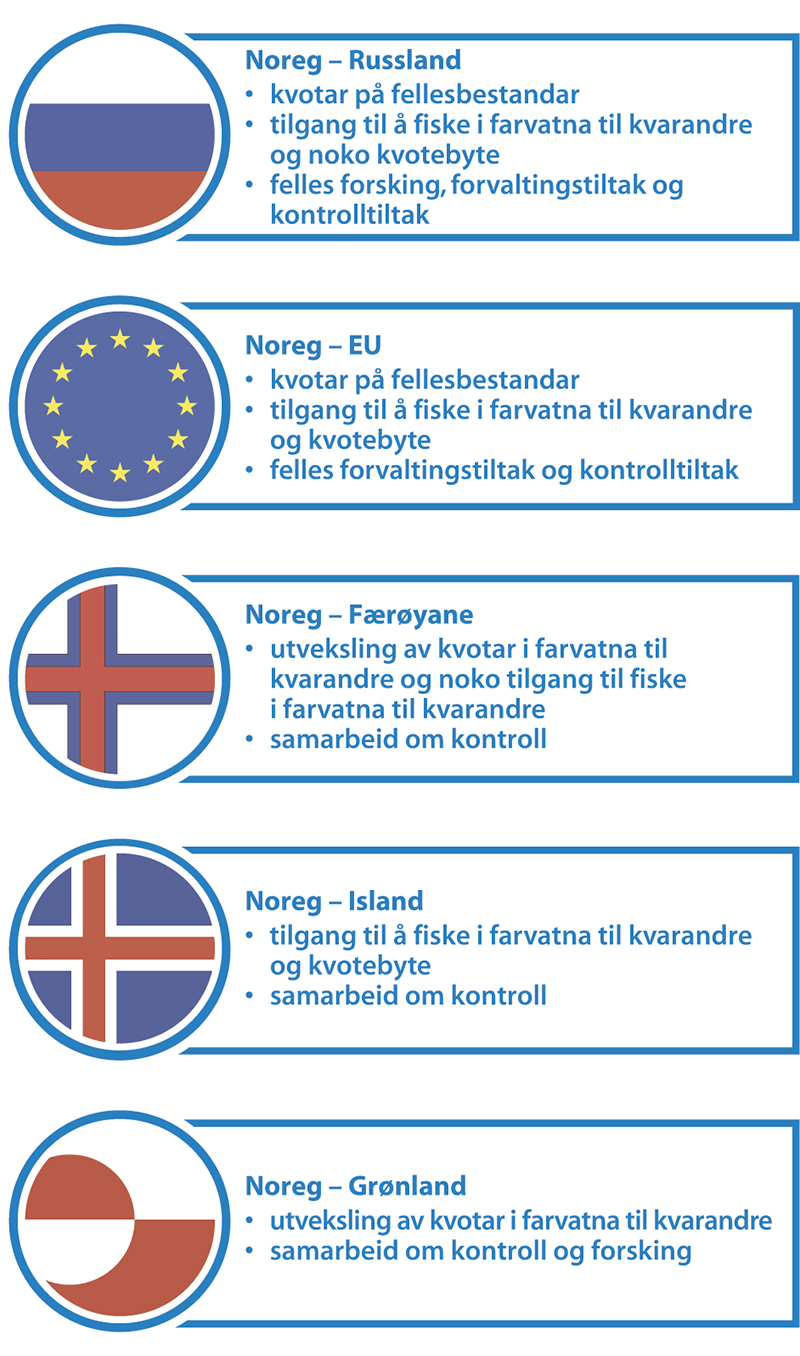 Noreg – Russland
• kvotar på fellesbestandar
• tilgang til å fiske i farvatna til kvarandre
og noko kvotebyte
• felles forsking, forvaltingstiltak og
kontrolltiltak
Noreg – EU
• kvotar på fellesbestandar
• tilgang til å fiske i farvatna til kvarandre
og kvotebyte
• felles forvaltingstiltak og kontrolltiltak
Noreg – Færøyane
• utveksling av kvotar i farvatna til
kvarandre og noko tilgang til fiske
i farvatna til kvarandre
• samarbeid om kontroll
Noreg – Island
• tilgang til å fiske i farvatna til kvarandre
og kvotebyte
• samarbeid om kontroll
Noreg – Grønland
• utveksling av kvotar i farvatna til kvarandre
• samarbeid om kontroll og forsking